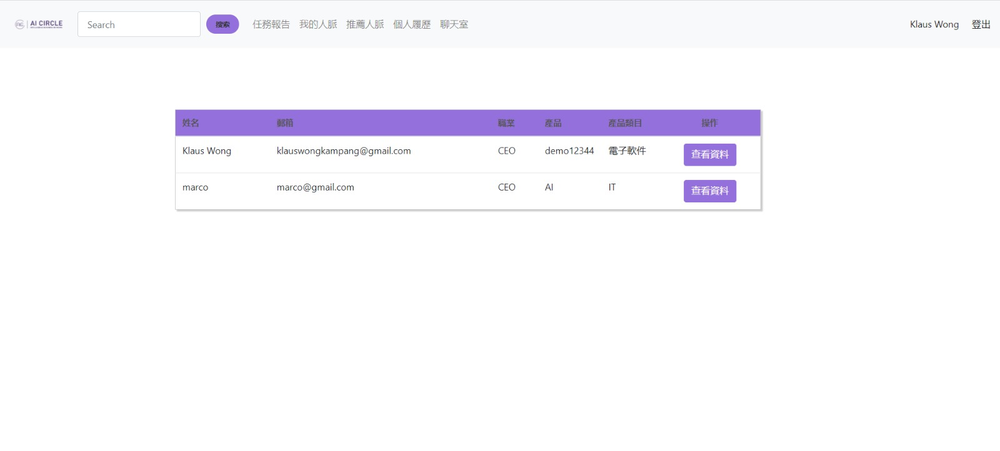 AI CIRCLE Search 搜索 任務報告 我的人脈 推薦人脈 個人履歷 聊天室 Klaus Wong 登出
姓名 郵箱 職業 產品 產品類目 操作
Klaus Wong klauswongkampang@gmail.com CEO demo12344 電子軟件 查看資料
marco marco@gmail.com CEO AI IT 查看資料